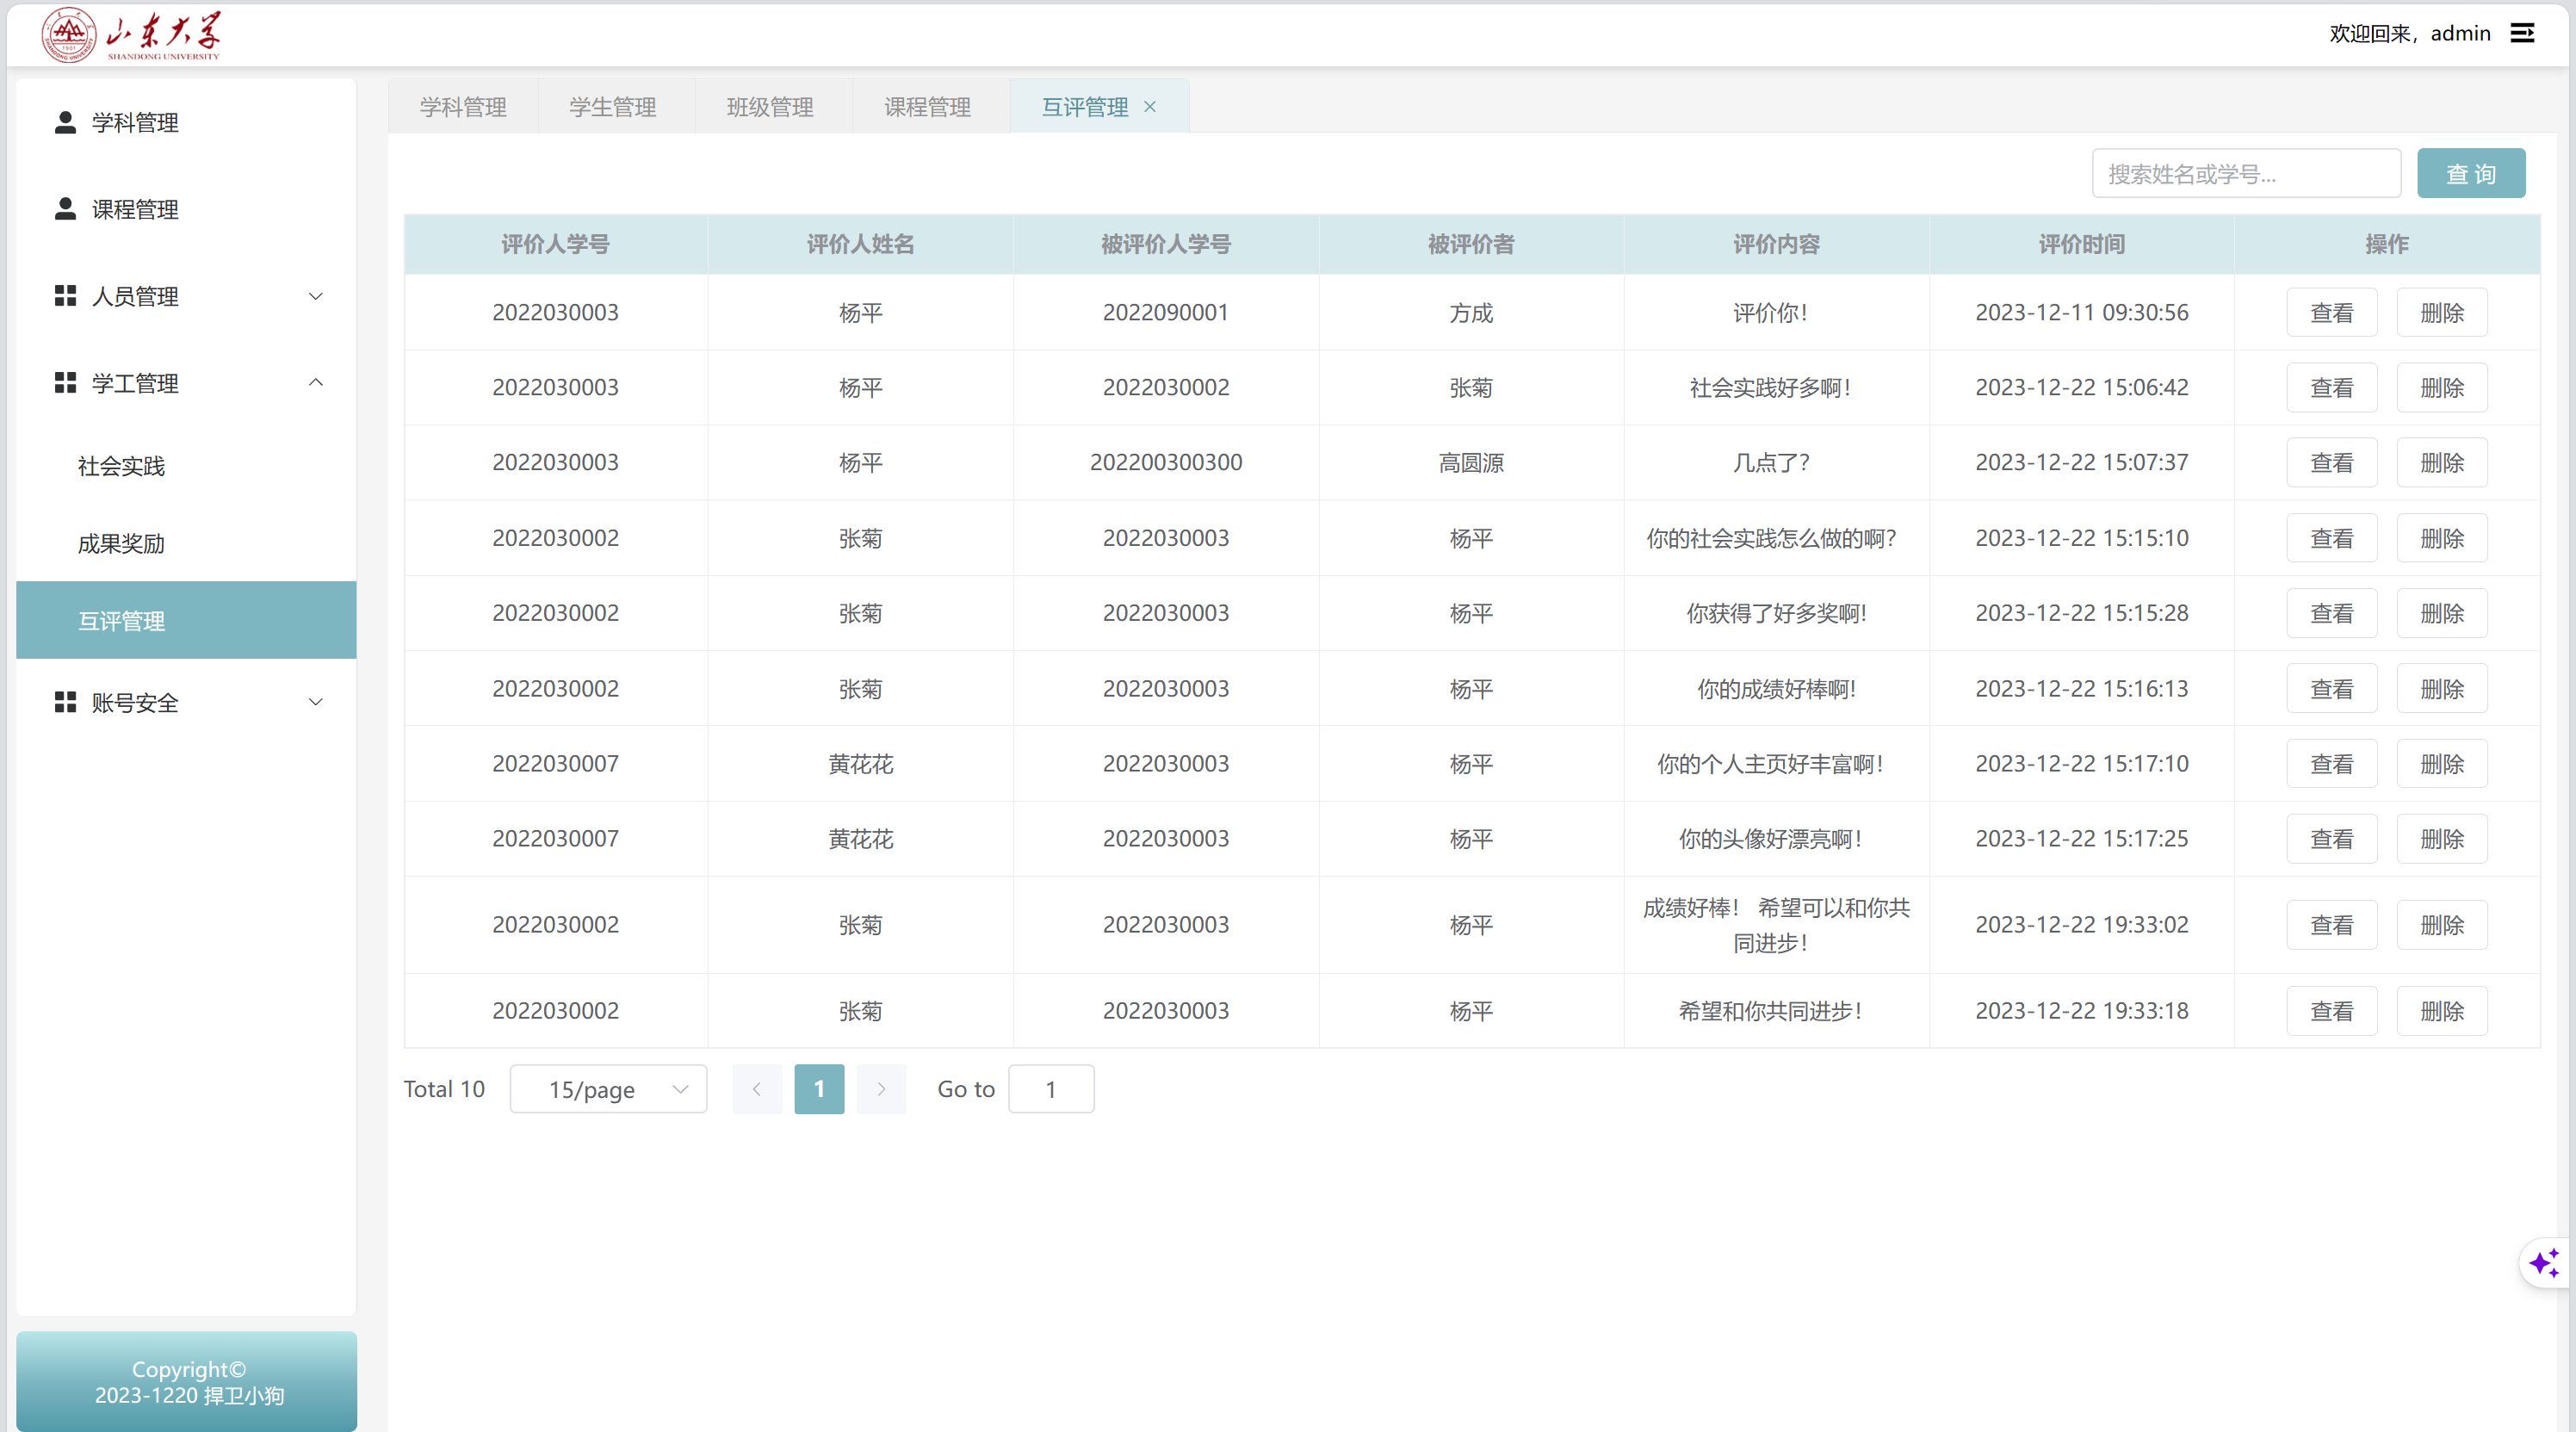 山东大学
SHANDONG UNIVERSITY
欢迎回来，admin
学科管理
课程管理
人员管理
学工管理
社会实践
成果奖励
互评管理
账号安全
Copyright©
2023-1220 捍卫小狗
学科管理 学生管理 班级管理 课程管理 互评管理
搜索姓名或学号... 查 询
评价人学号 评价人姓名 被评价人学号 被评价者 评价内容 评价时间 操作
2022030003 杨平 2022090001 方成 评价你！ 2023-12-11 09:30:56 查看 删除
2022030003 杨平 2022030002 张菊 社会实践好多啊！ 2023-12-22 15:06:42 查看 删除
2022030003 杨平 202200300300 高圆源 几点了？ 2023-12-22 15:07:37 查看 删除
2022030002 张菊 2022030003 杨平 你的社会实践怎么做的啊？ 2023-12-22 15:15:10 查看 删除
2022030002 张菊 2022030003 杨平 你获得了好多奖啊！ 2023-12-22 15:15:28 查看 删除
2022030002 张菊 2022030003 杨平 你的成绩好棒啊！ 2023-12-22 15:16:13 查看 删除
2022030007 黄花花 2022030003 杨平 你的个人主页好丰富啊！ 2023-12-22 15:17:10 查看 删除
2022030007 黄花花 2022030003 杨平 你的头像好漂亮啊！ 2023-12-22 15:17:25 查看 删除
2022030002 张菊 2022030003 杨平 成绩好棒！ 希望可以和你共
同进步！ 2023-12-22 19:33:02 查看 删除
2022030002 张菊 2022030003 杨平 希望和你共同进步！ 2023-12-22 19:33:18 查看 删除
Total 10 15/page 1 Go to 1